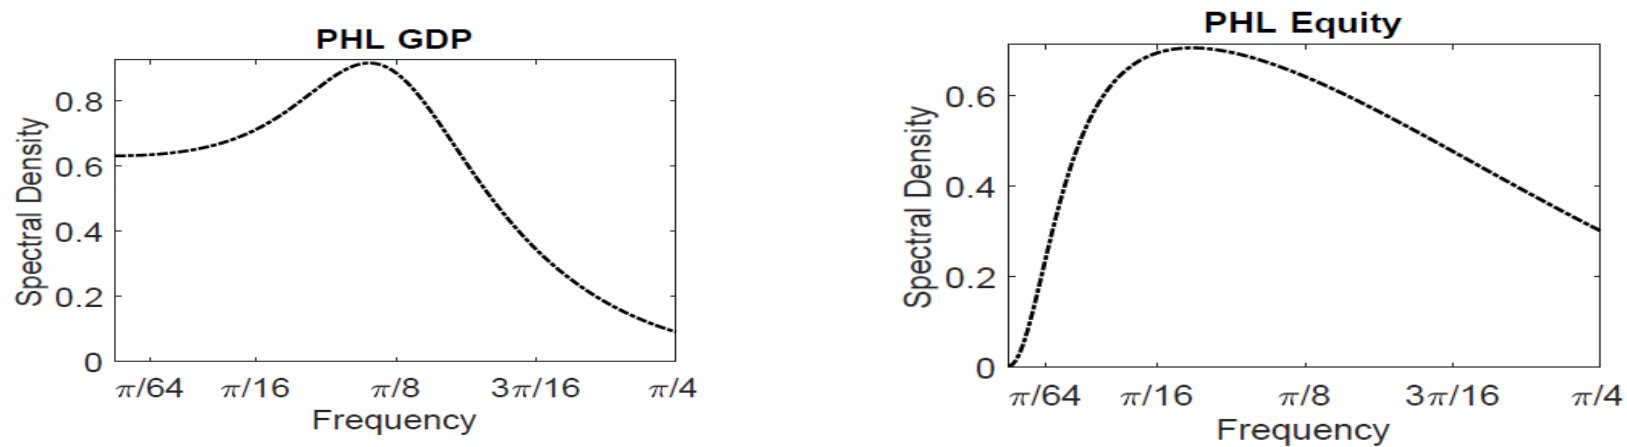 PHL GDP
Spectral Density
0.8
0.6
0.4
0.2
0
π/64 π/16 π/8 3π/16 π/4
Frequency
PHL Equity
Spectral Density
0.6
0.4
0.2
0
π/64 π/16 π/8 3π/16 π/4
Frequency